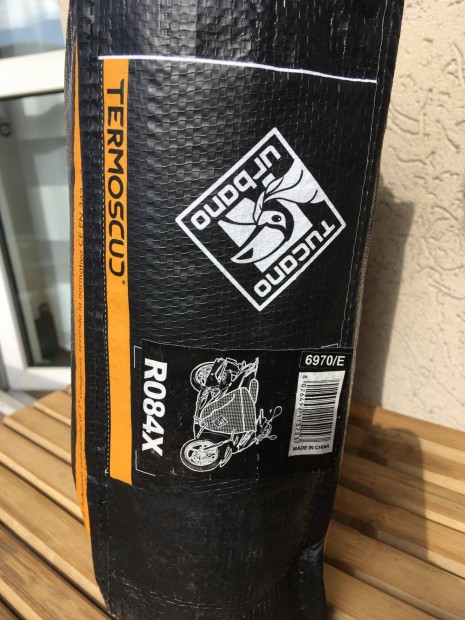 TERMOSCUD®
Tucano
urbano
R084X
6970/E
MADE IN CHINA